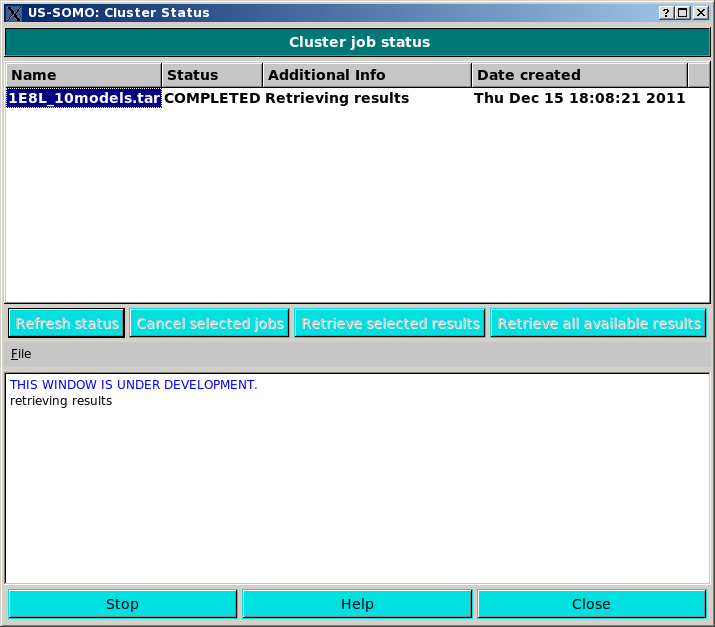 US-SOMO: Cluster Status
Cluster job status
Name Status Additional Info Date created
1E8L_10models.tar COMPLETED Retrieving results Thu Dec 15 18:08:21 2011
Refresh status Cancel selected jobs Retrieve selected results Retrieve all available results
File
THIS WINDOW IS UNDER DEVELOPMENT.
retrieving results
Stop Help Close